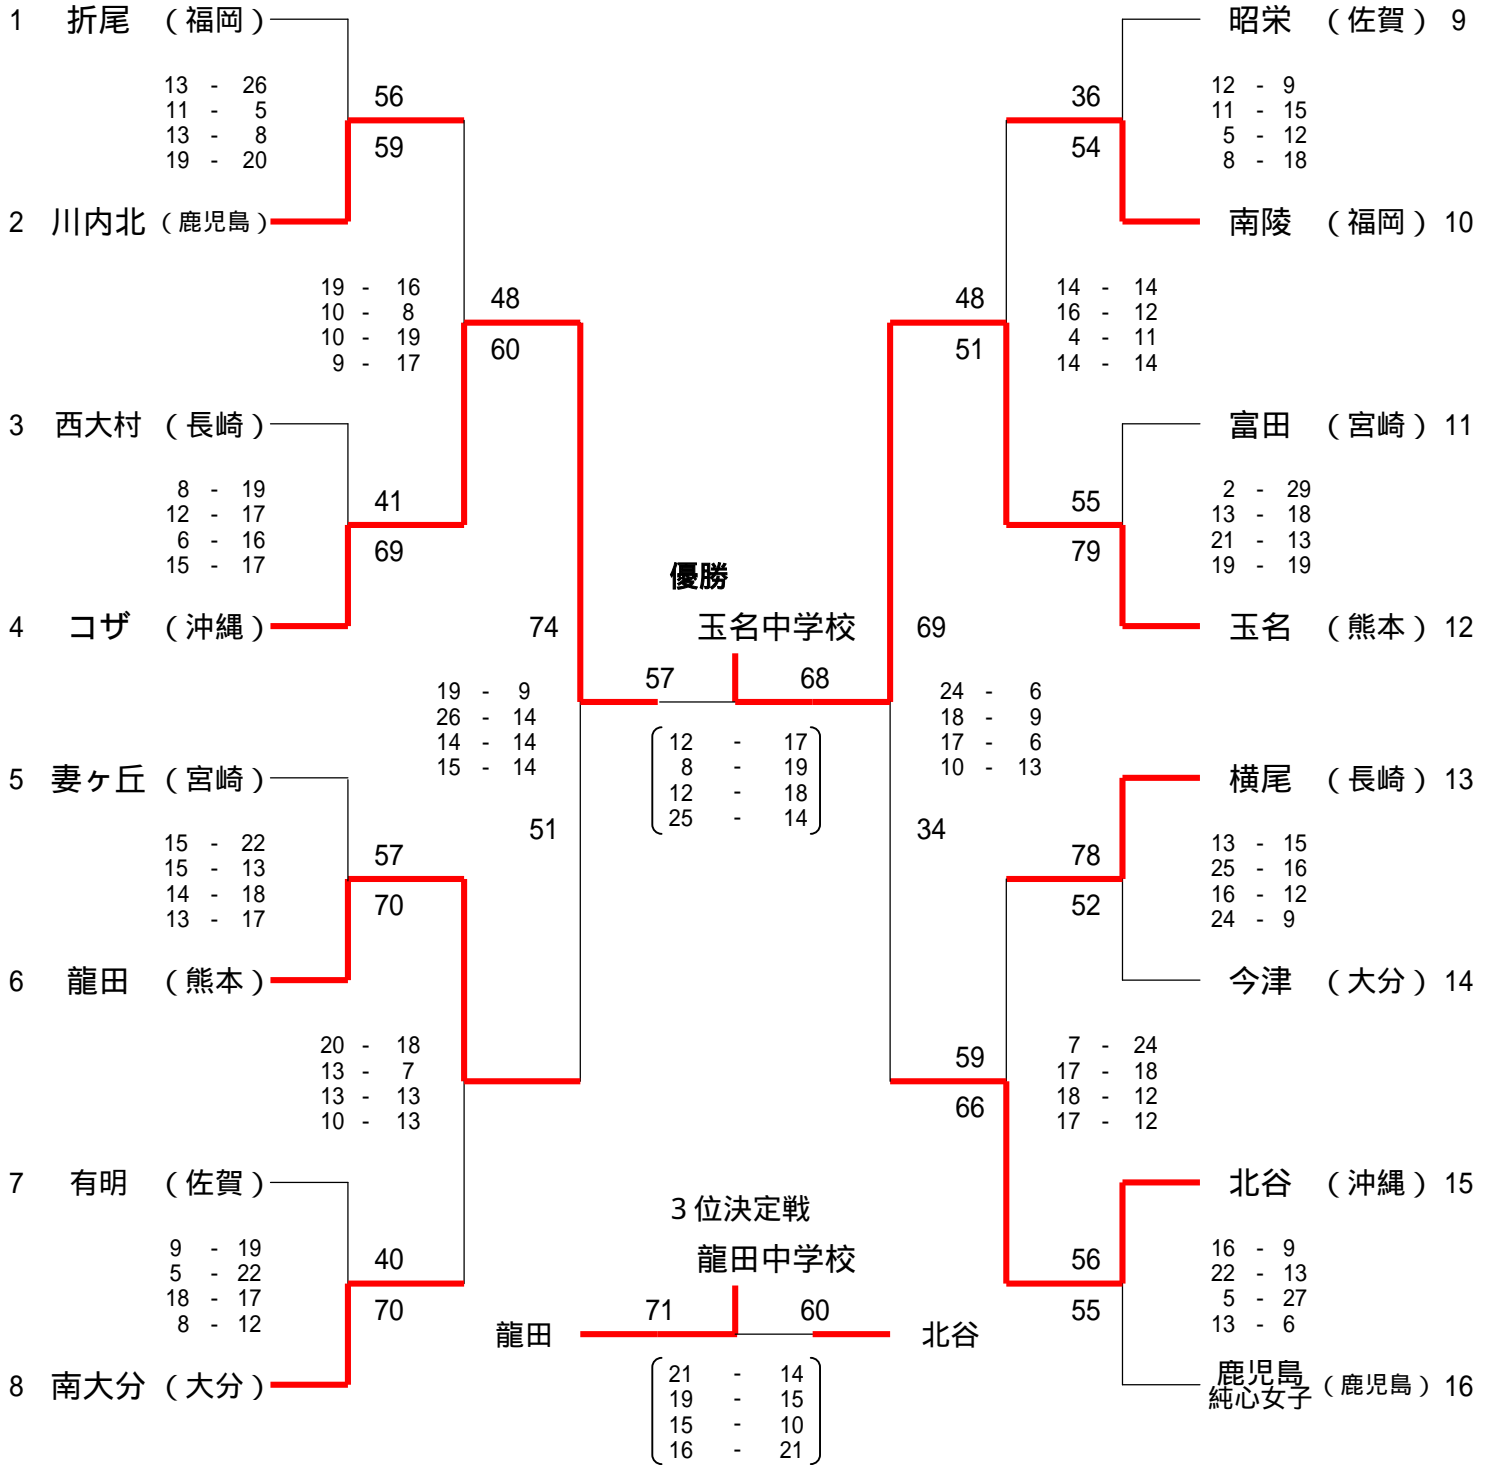 1 折尾 （福岡）
13 - 26
11 - 5
13 - 8
19 - 20
56
59
2 川内北 （鹿児島）
19 - 16
10 - 8
10 - 19
9 - 17
48
60
3 西大村 （長崎）
8 - 19
12 - 17
6 - 16
15 - 17
41
69
4 コザ （沖縄）
74
19 - 9
26 - 14
14 - 14
15 - 14
51
5 妻ヶ丘 （宮崎）
15 - 22
15 - 13
14 - 18
13 - 17
57
70
6 龍田 （熊本）
20 - 18
13 - 7
13 - 13
10 - 13
7 有明 （佐賀）
9 - 19
5 - 22
18 - 17
8 - 12
40
70
8 南大分 （大分）
優勝
玉名中学校
57 68
12 - 17
8 - 19
12 - 18
25 - 14
3位決定戦
龍田中学校
71 60
龍田 北谷
21 - 14
19 - 15
15 - 10
16 - 21
昭栄 （佐賀） 9
12 - 9
11 - 15
5 - 12
8 - 18
36
54
南陵 （福岡） 10
14 - 14
16 - 12
4 - 11
14 - 14
48
51
富田 （宮崎） 11
2 - 29
13 - 18
21 - 13
19 - 19
55
79
玉名 （熊本） 12
69
24 - 6
18 - 9
17 - 6
10 - 13
34
横尾 （長崎） 13
13 - 15
25 - 16
16 - 12
24 - 9
78
52
今津 （大分） 14
7 - 24
17 - 18
18 - 12
17 - 12
59
66
北谷 （沖縄） 15
16 - 9
22 - 13
5 - 27
13 - 6
56
55
鹿児島
純心女子 （鹿児島） 16